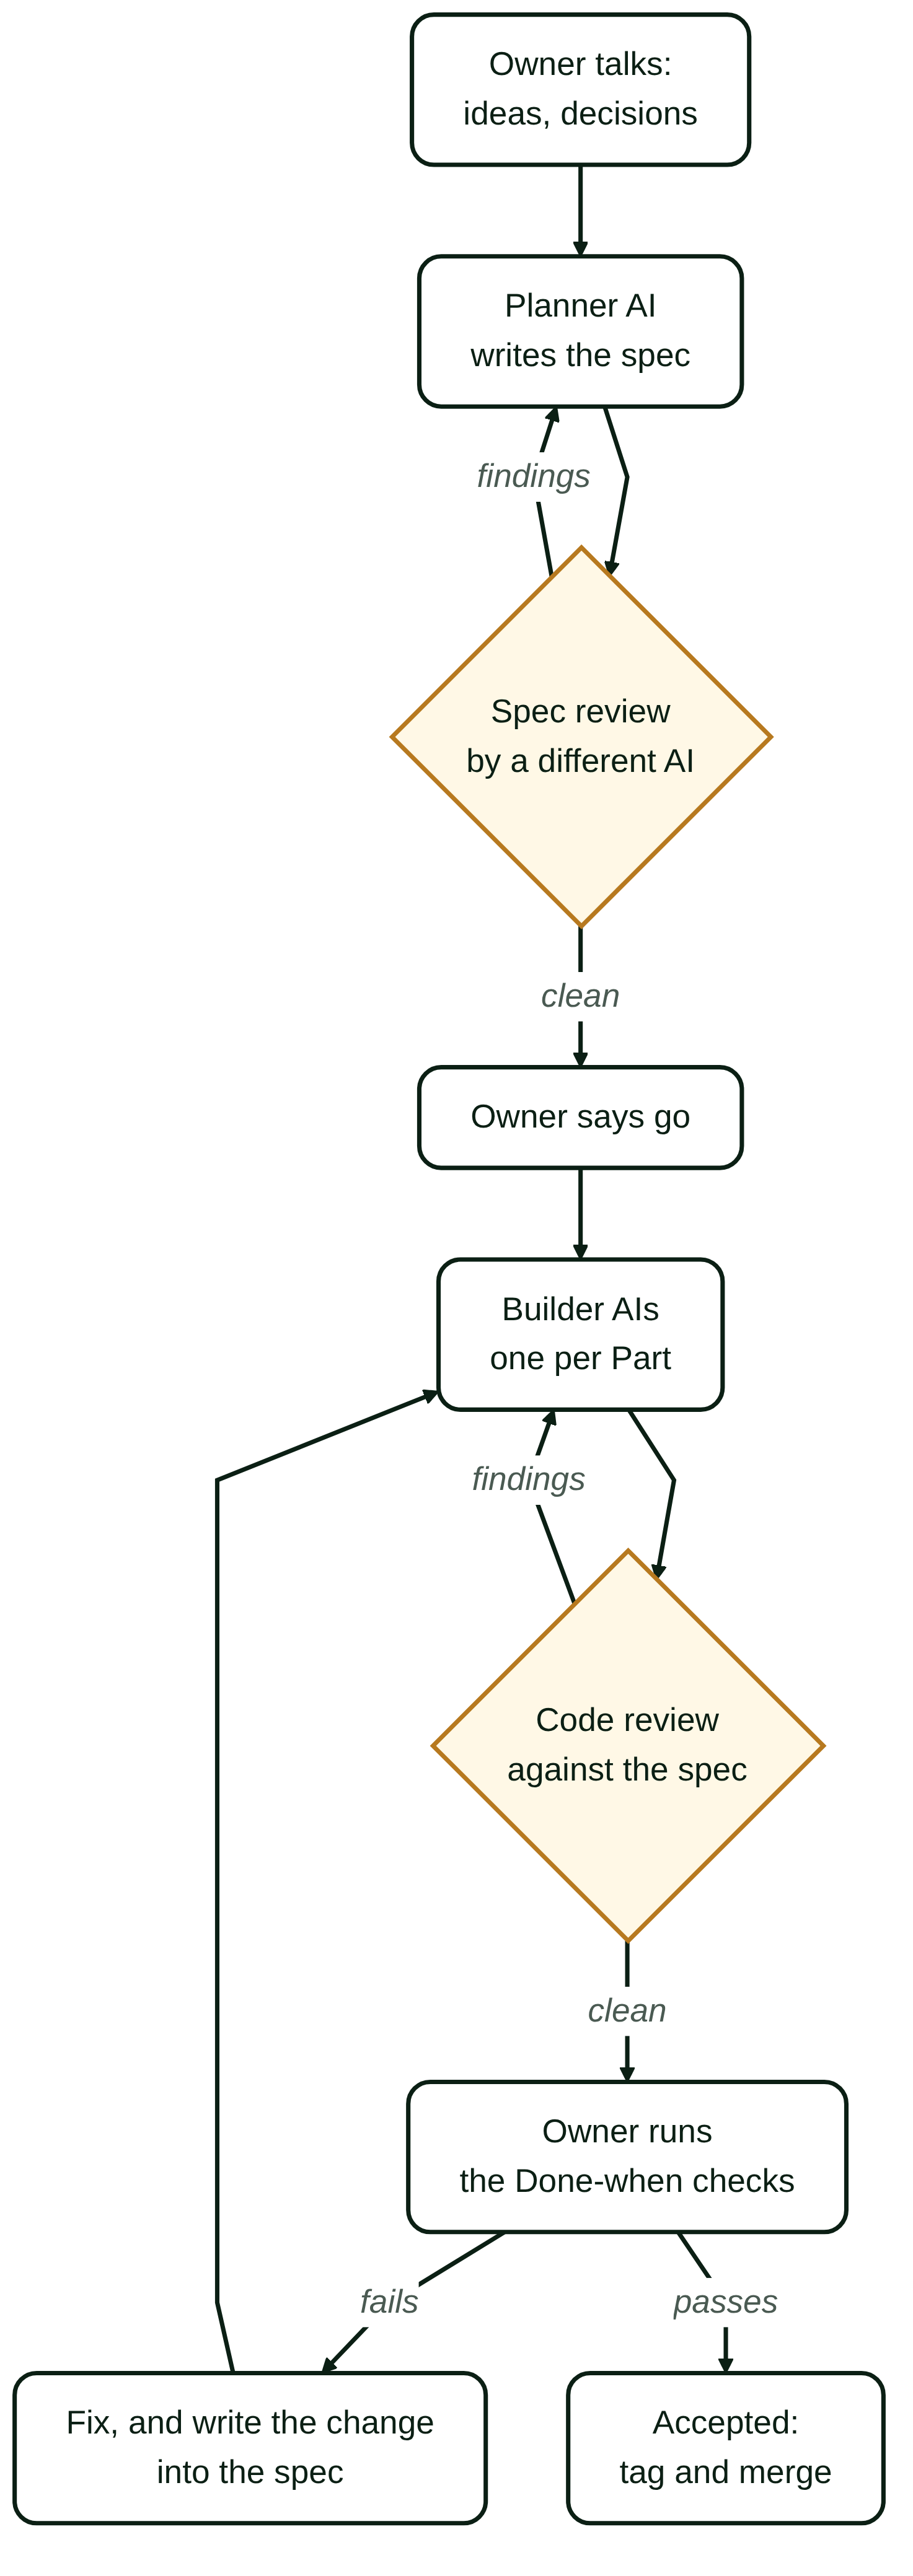 Owner talks:
ideas, decisions
Planner AI
writes the spec
findings
Spec review
by a different AI
clean
Owner says go
Builder AIs
one per Part
findings
Code review
against the spec
clean
Owner runs
the Done-when checks
fails
passes
Fix, and write the change
into the spec
Accepted:
tag and merge